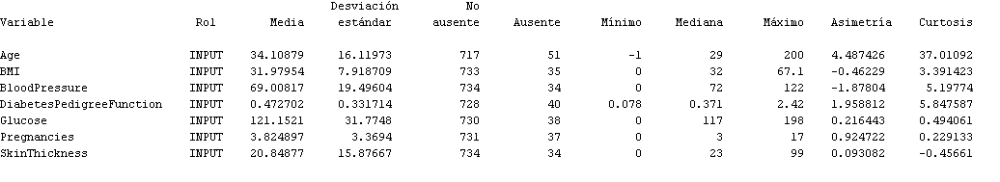 Desviación No
Variable Rol Media estándar ausente Ausente Mínimo Mediana Máximo Asimetría Curtosis
Age INPUT 34.10879 16.11973 717 51 -1 29 200 4.487426 37.01092
BMI INPUT 31.97954 7.918709 733 35 0 32 67.1 -0.46229 3.391423
BloodPressure INPUT 69.00817 19.49604 734 34 0 72 122 -1.87804 5.19774
DiabetesPedigreeFunction INPUT 0.472702 0.331714 728 40 0.078 0.371 2.42 1.958812 5.847587
Glucose INPUT 121.1521 31.7748 730 38 0 117 198 0.216443 0.494061
Pregnancies INPUT 3.824897 3.3694 731 37 0 3 17 0.924722 0.229133
SkinThickness INPUT 20.84877 15.87667 734 34 0 23 99 0.093082 -0.45661